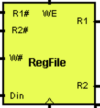 R1# WE R1
R2#
W#
RegFile
R2
Din